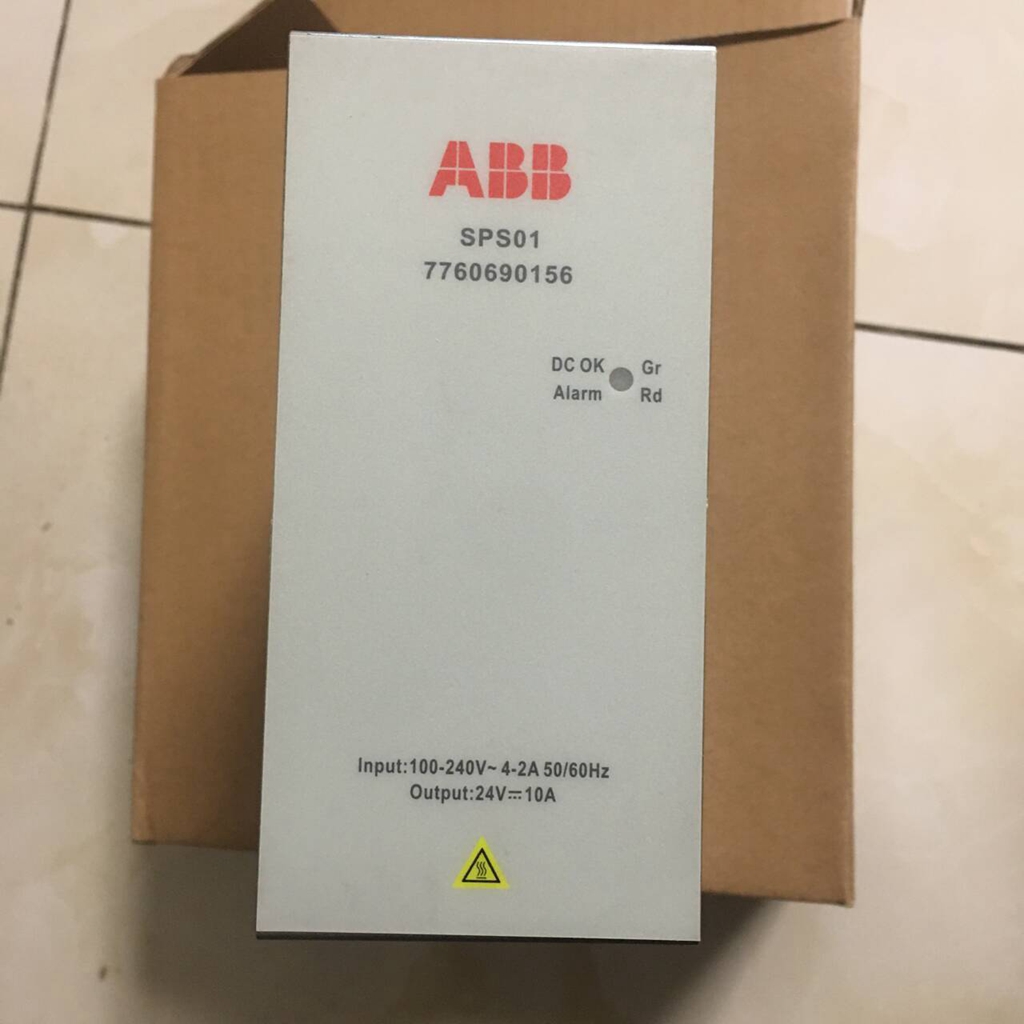 ABB
SPS01
7760690156
DC OK Gr
Alarm Rd
Input:100-240V~ 4-2A 50/60Hz
Output:24V⎓10A